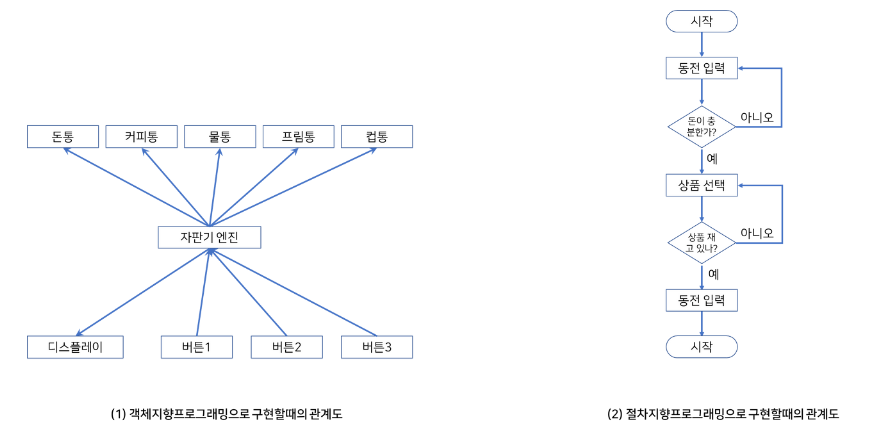 돈통
커피통
물통
프림통
컵통
자판기 엔진
디스플레이
버튼1
버튼2
버튼3
(1) 객체지향프로그래밍으로 구현할때의 관계도
시작
동전 입력
돈이 충
분한가?
아니오
예
상품 선택
상품 재
고 있나?
아니오
예
동전 입력
시작
(2) 절차지향프로그래밍으로 구현할때의 관계도